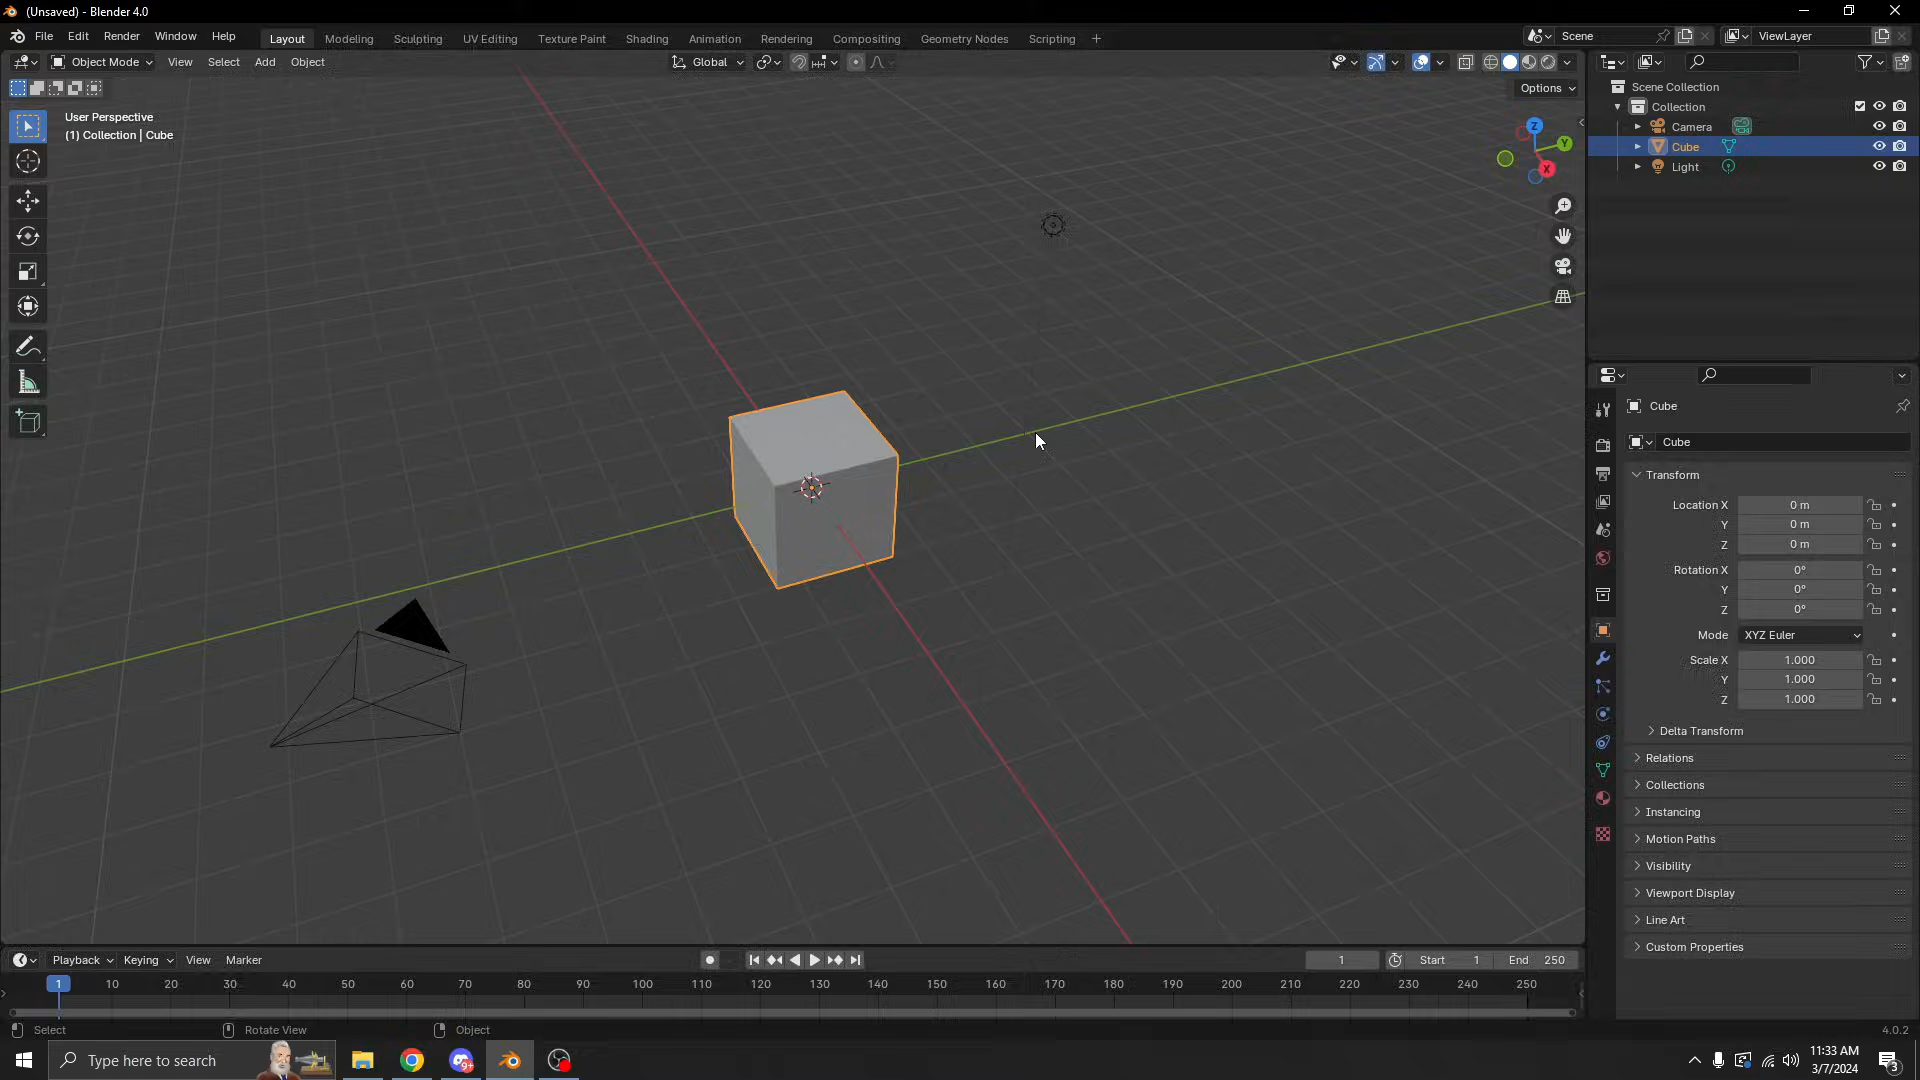 (Unsaved) - Blender 4.0
File Edit Render Window Help
Layout Modeling Sculpting UV Editing Texture Paint Shading Animation Rendering Compositing Geometry Nodes Scripting +
Scene
ViewLayer
Object Mode View Select Add Object
Global
Options
User Perspective
(1) Collection | Cube
Z
Y
X
Scene Collection
Collection
Camera
Cube
Light
Cube
Cube
Transform
Location X 0 m
Y 0 m
Z 0 m
Rotation X 0°
Y 0°
Z 0°
Mode XYZ Euler
Scale X 1.000
Y 1.000
Z 1.000
Delta Transform
Relations
Collections
Instancing
Motion Paths
Visibility
Viewport Display
Line Art
Custom Properties
Playback Keying View Marker
1 Start 1 End 250
1 10 20 30 40 50 60 70 80 90 100 110 120 130 140 150 160 170 180 190 200 210 220 230 240 250
Select Rotate View Object
4.0.2
Type here to search
9+
11:33 AM
3/7/2024
3